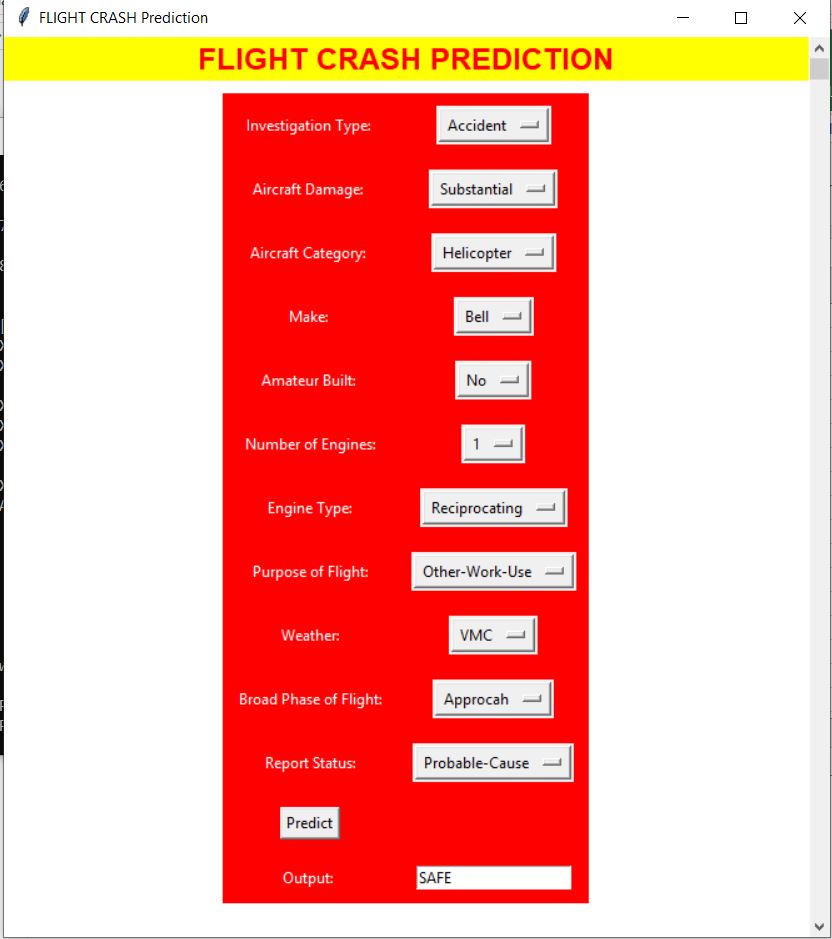 FLIGHT CRASH Prediction
FLIGHT CRASH PREDICTION
Investigation Type: Accident
Aircraft Damage: Substantial
Aircraft Category: Helicopter
Make: Bell
Amateur Built: No
Number of Engines: 1
Engine Type: Reciprocating
Purpose of Flight: Other-Work-Use
Weather: VMC
Broad Phase of Flight: Approcah
Report Status: Probable-Cause
Predict
Output: SAFE